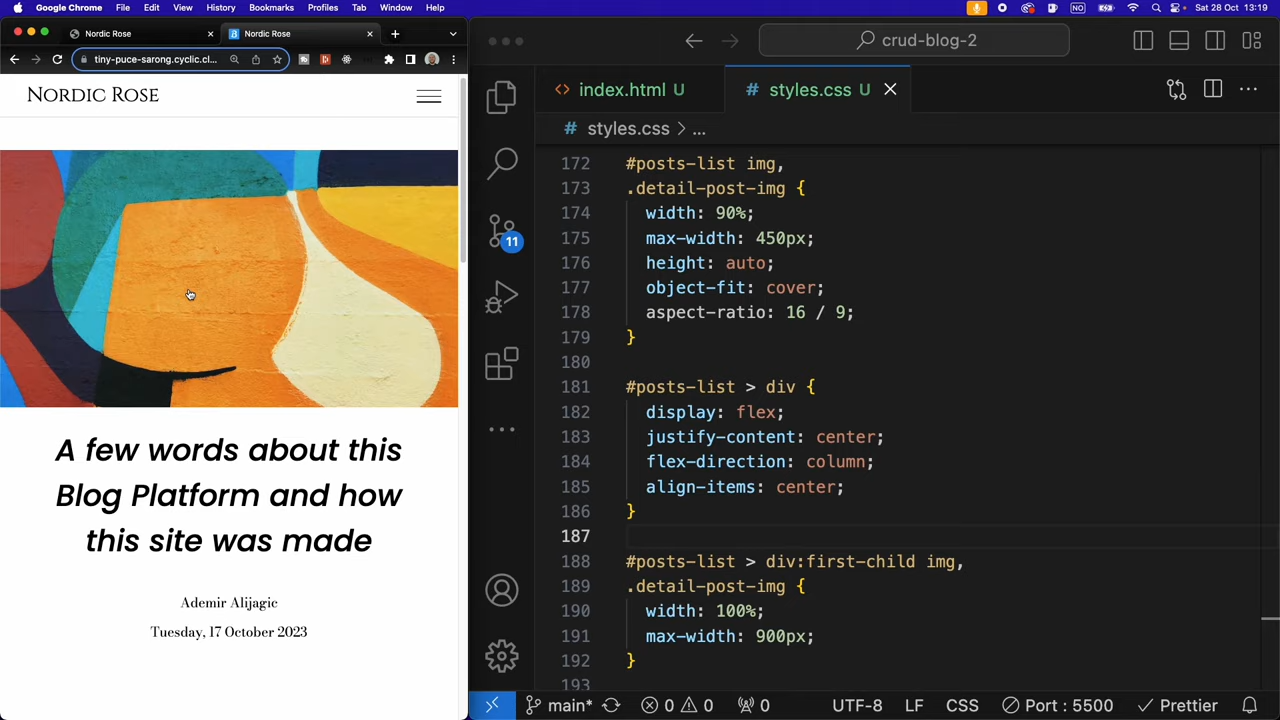 Google Chrome File Edit View History Bookmarks Profiles Tab Window Help
NO Sat 28 Oct 13:19
Nordic Rose
Nordic Rose
tiny-puce-sarong.cyclic.cl...
NORDIC ROSE
A few words about this
Blog Platform and how
this site was made
Ademir Alijagic
Tuesday, 17 October 2023
crud-blog-2
index.html U
# styles.css U
# styles.css > ...
11
172 #posts-list img,
173 .detail-post-img {
174 width: 90%;
175 max-width: 450px;
176 height: auto;
177 object-fit: cover;
178 aspect-ratio: 16 / 9;
179 }
180
181 #posts-list > div {
182 display: flex;
183 justify-content: center;
184 flex-direction: column;
185 align-items: center;
186 }
187
188 #posts-list > div:first-child img,
189 .detail-post-img {
190 width: 100%;
191 max-width: 900px;
192 }
193
main* 0 0 0 UTF-8 LF CSS Port : 5500 Prettier